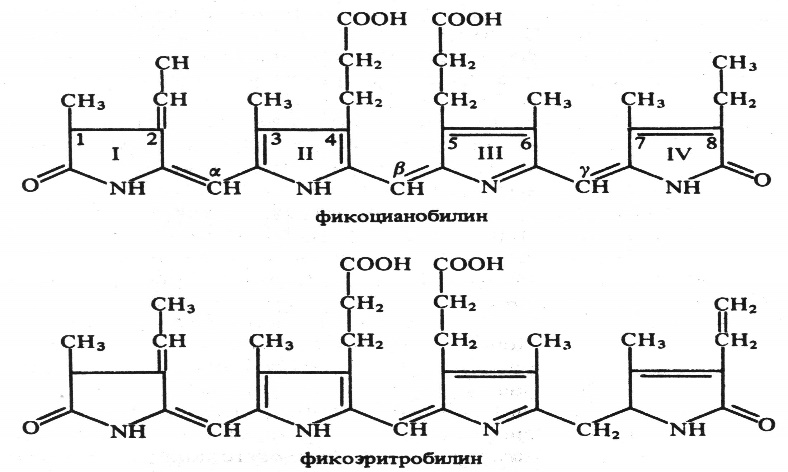 COOH COOH
CH CH₂ CH₂ CH₃
CH₃ CH CH₃ CH₂ CH₂ CH₃ CH₃ CH₂
1 2 3 4 5 6 7 8
I II III IV
α β γ
O NH CH NH CH N CH NH O
фикоцианобилин
COOH COOH
CH₃ CH₂ CH₂ CH₂
CH₃ CH CH₃ CH₂ CH₂ CH₃ CH₃ CH₂
O NH CH NH CH N CH₂ NH O
фикоэритробилин